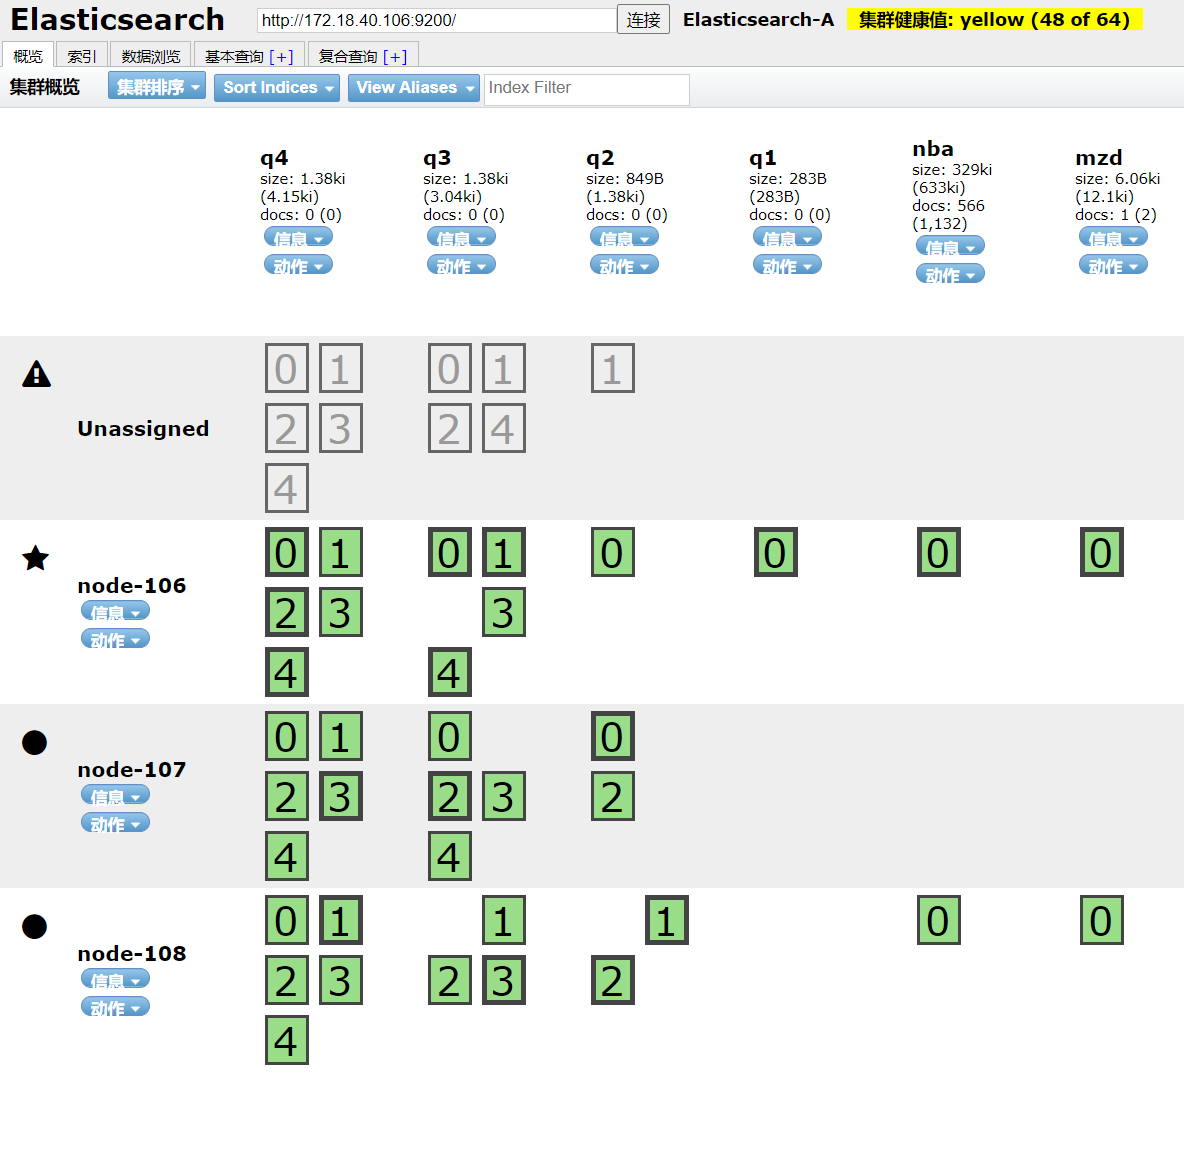 Elasticsearch http://172.18.40.106:9200/ 连接 Elasticsearch-A 集群健康值: yellow (48 of 64)
概览 索引 数据浏览 基本查询 [+] 复合查询 [+]
集群概览 集群排序 Sort Indices View Aliases Index Filter
q4
size: 1.38ki
(4.15ki)
docs: 0 (0)
信息
动作
q3
size: 1.38ki
(3.04ki)
docs: 0 (0)
信息
动作
q2
size: 849B
(1.38ki)
docs: 0 (0)
信息
动作
q1
size: 283B
(283B)
docs: 0 (0)
信息
动作
nba
size: 329ki
(633ki)
docs: 566
(1,132)
信息
动作
mzd
size: 6.06ki
(12.1ki)
docs: 1 (2)
信息
动作
Unassigned
0 1 0 1 1
2 3 2 4
4
node-106
信息
动作
0 1 0 1 0 0 0 0
2 3 3
4 4
node-107
信息
动作
0 1 0 0
2 3 2 3 2
4 4
node-108
信息
动作
0 1 1 1 0 0
2 3 2 3 2
4